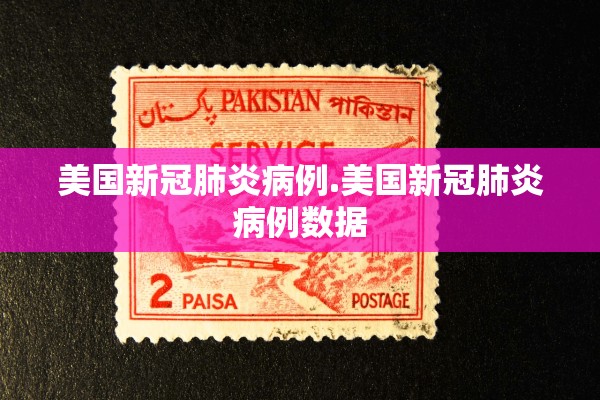 پاکستان PAKISTAN পাকিস্তান
SERVICE
美国新冠肺炎病例.美国新冠肺炎
病例数据
2 PAISA POSTAGE